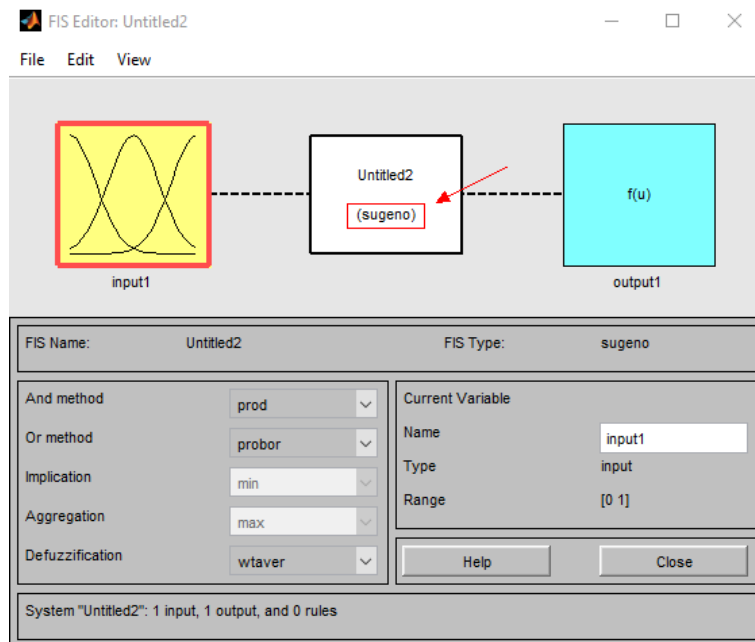 FIS Editor: Untitled2
File Edit View
Untitled2
(sugeno)
f(u)
input1
output1
FIS Name: Untitled2 FIS Type: sugeno
And method prod
Or method probor
Implication min
Aggregation max
Defuzzification wtaver
Current Variable
Name input1
Type input
Range [0 1]
Help Close
System "Untitled2": 1 input, 1 output, and 0 rules